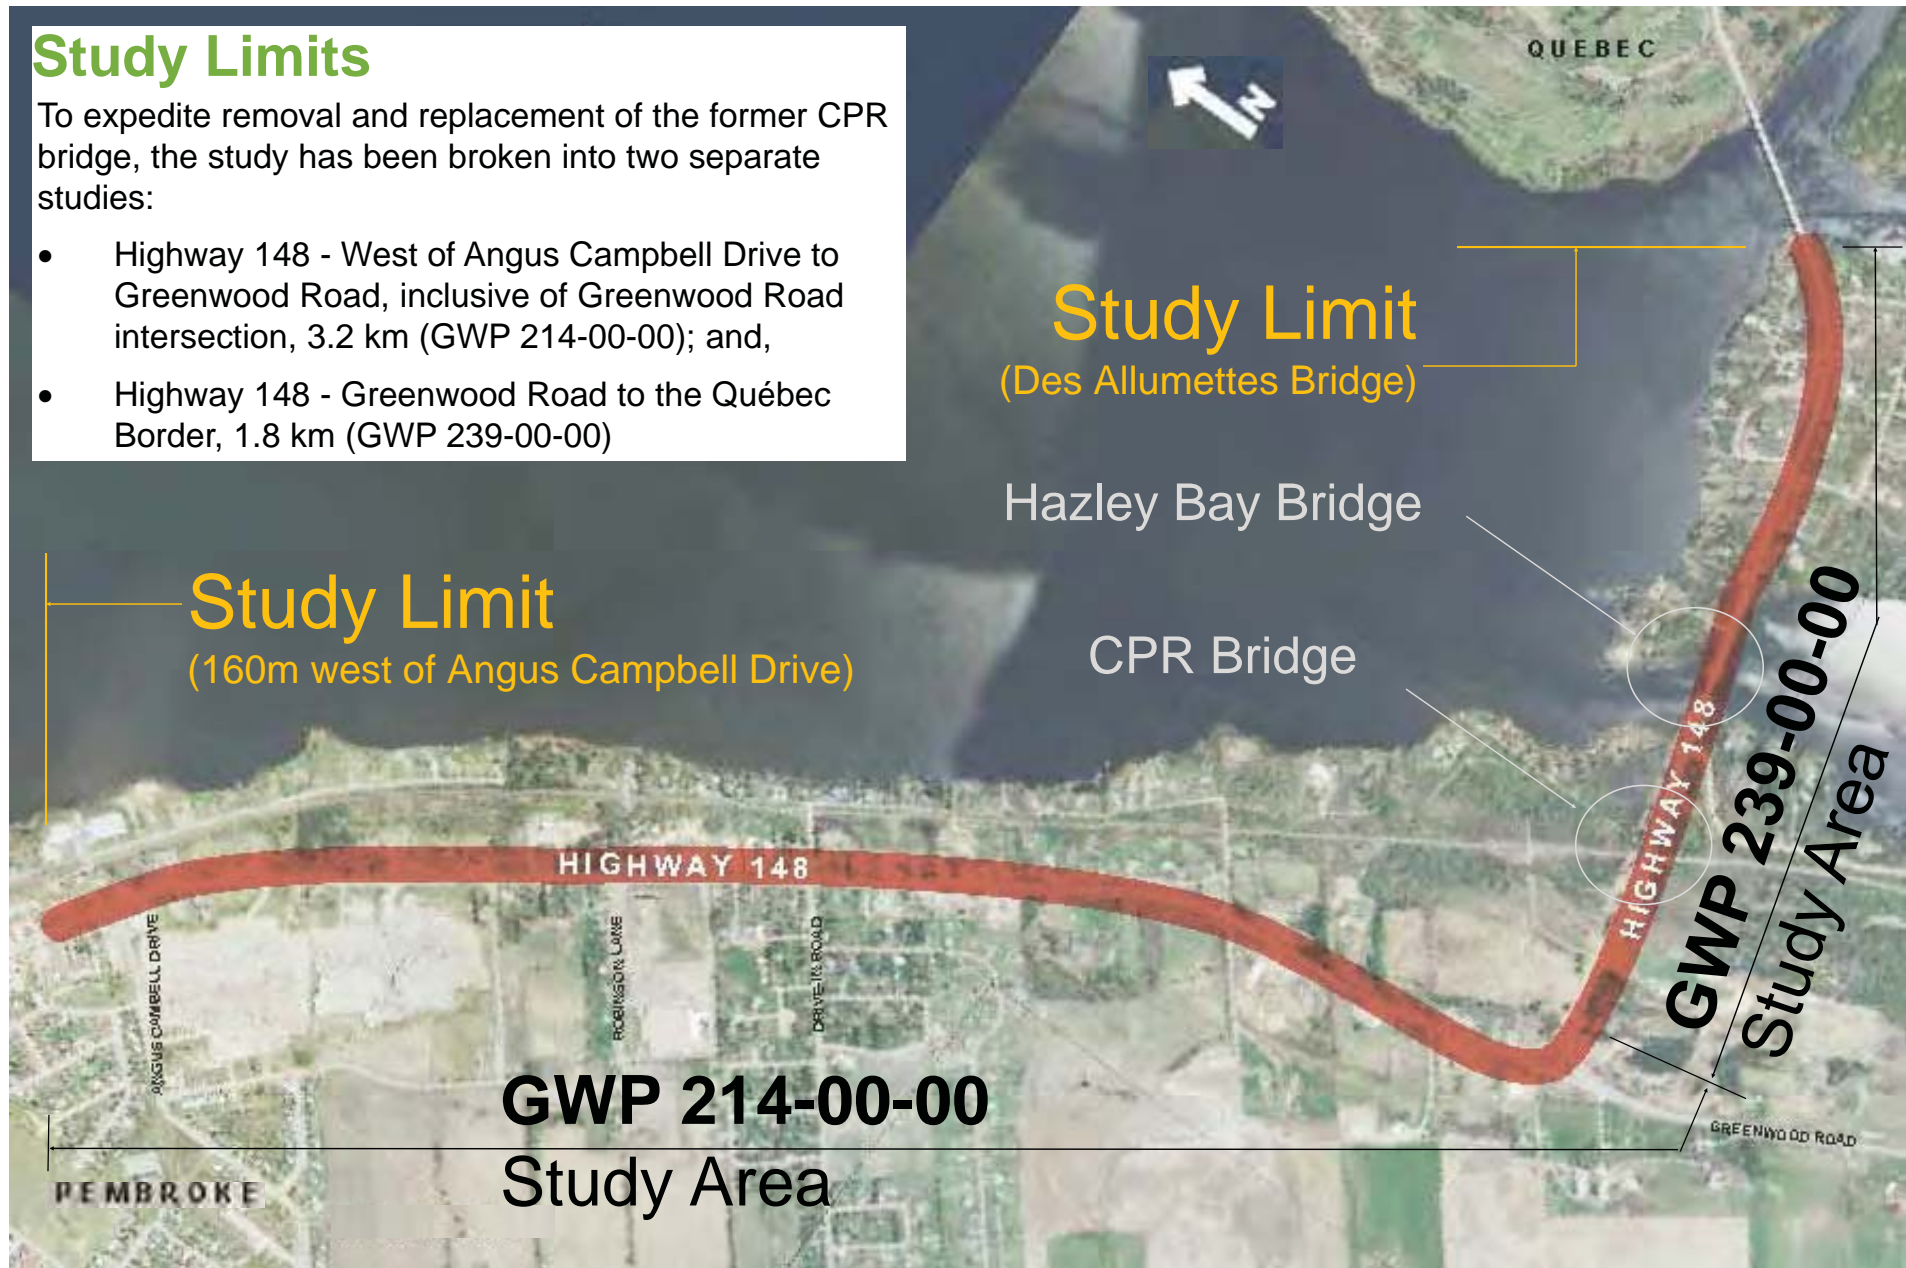 Study Limits
To expedite removal and replacement of the former CPR
bridge, the study has been broken into two separate
studies:
• Highway 148 - West of Angus Campbell Drive to
Greenwood Road, inclusive of Greenwood Road
intersection, 3.2 km (GWP 214-00-00); and,
• Highway 148 - Greenwood Road to the Québec
Border, 1.8 km (GWP 239-00-00)
N
QUEBEC
Study Limit
(Des Allumettes Bridge)
Hazley Bay Bridge
CPR Bridge
Study Limit
(160m west of Angus Campbell Drive)
HIGHWAY 148
HIGHWAY 148
GWP 239-00-00
Study Area
ANGUS CAMPBELL DRIVE
ROBINSON LANE
DRIVE-IN ROAD
GWP 214-00-00
Study Area
GREENWOOD ROAD
PEMBROKE